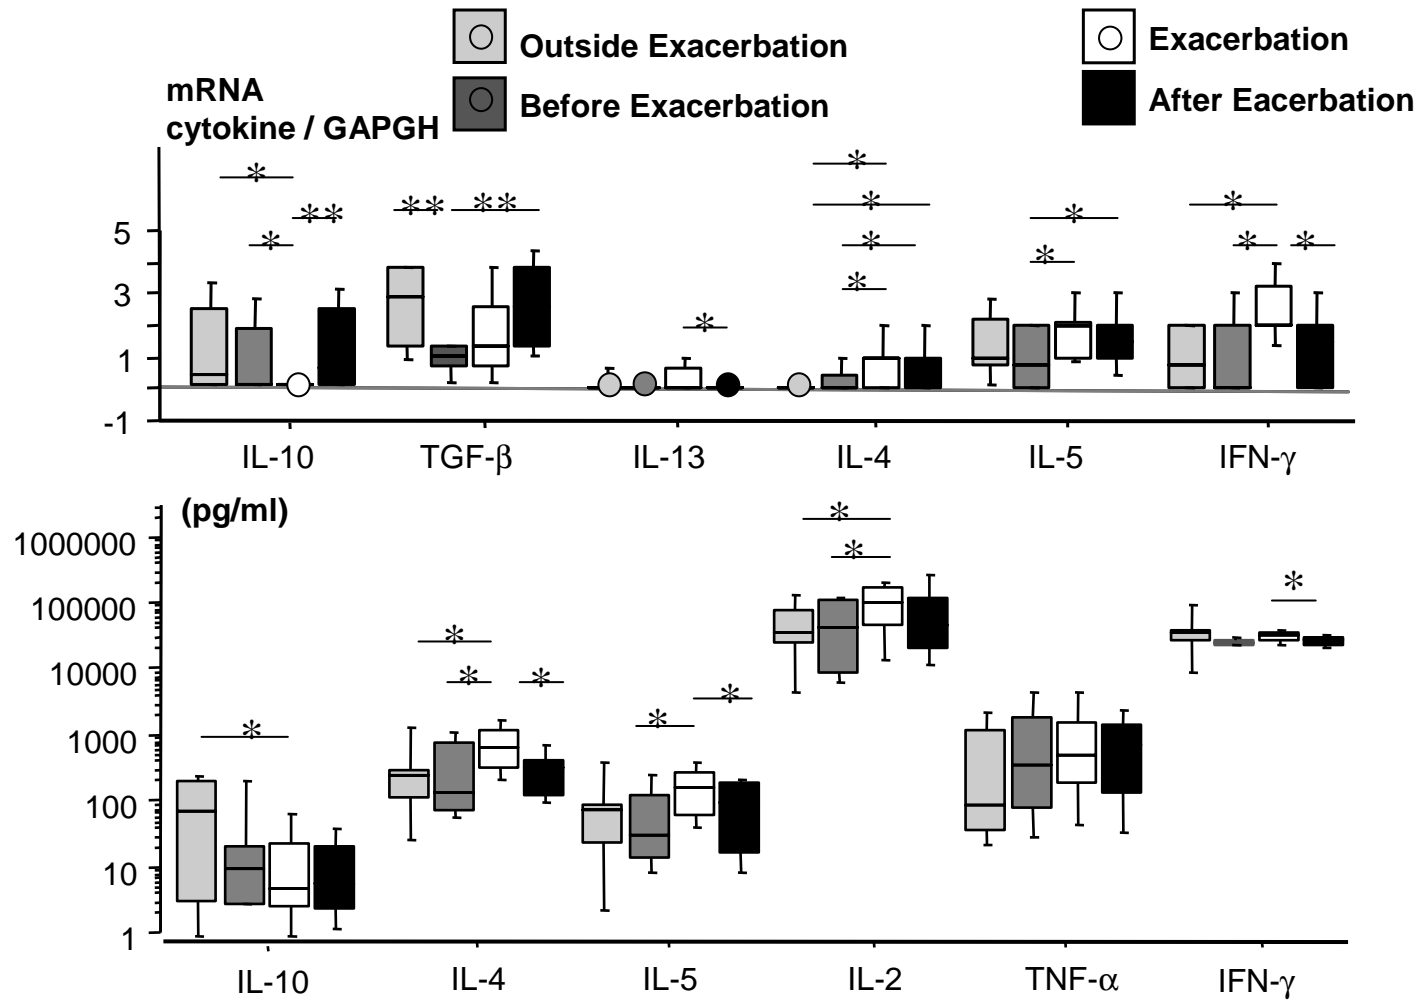 Outside Exacerbation
Exacerbation
Before Exacerbation
After Eacerbation
mRNA
cytokine / GAPGH
* ** * ** ** * * * * * * * * * *
5
3
1
-1
IL-10 TGF-β IL-13 IL-4 IL-5 IFN-γ
(pg/ml)
* * * * * * * * * *
1000000
100000
10000
1000
100
10
1
IL-10 IL-4 IL-5 IL-2 TNF-α IFN-γ